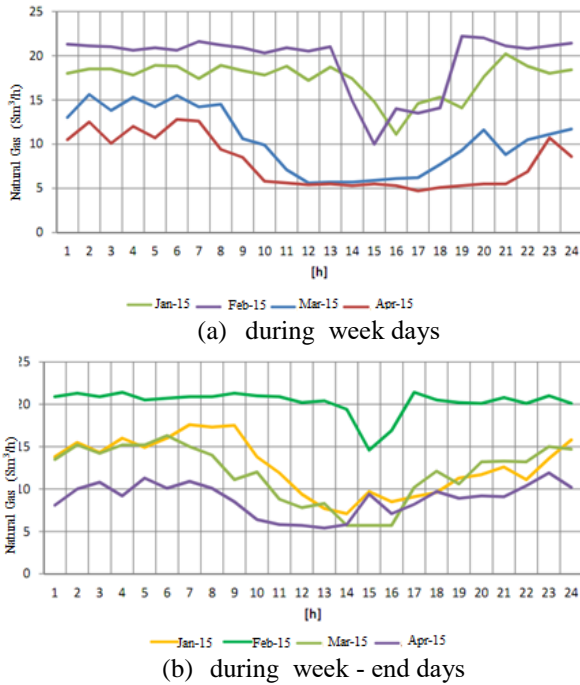 25
20
15
10
5
0
Natural Gas (Sm³/h)
1 2 3 4 5 6 7 8 9 10 11 12 13 14 15 16 17 18 19 20 21 22 23 24
[h]
Jan-15 Feb-15 Mar-15 Apr-15
(a) during week days
25
20
15
10
5
0
Natural Gas (Sm³/h)
1 2 3 4 5 6 7 8 9 10 11 12 13 14 15 16 17 18 19 20 21 22 23 24
[h]
Jan-15 Feb-15 Mar-15 Apr-15
(b) during week - end days